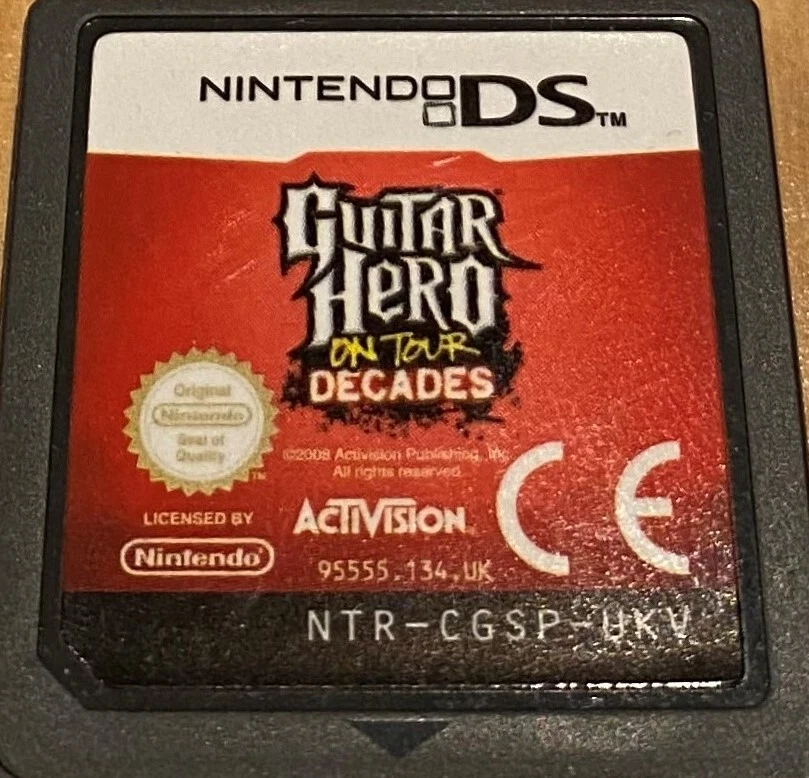 NINTENDO DS™
GUITAR
HERO
ON TOUR
DECADES
Original
Nintendo
Seal of
Quality
TM
©2008 Activision Publishing, Inc.
All rights reserved.
LICENSED BY
Nintendo®
ACTIVISION
CE
95555.134.UK
NTR-CGSP-UKV